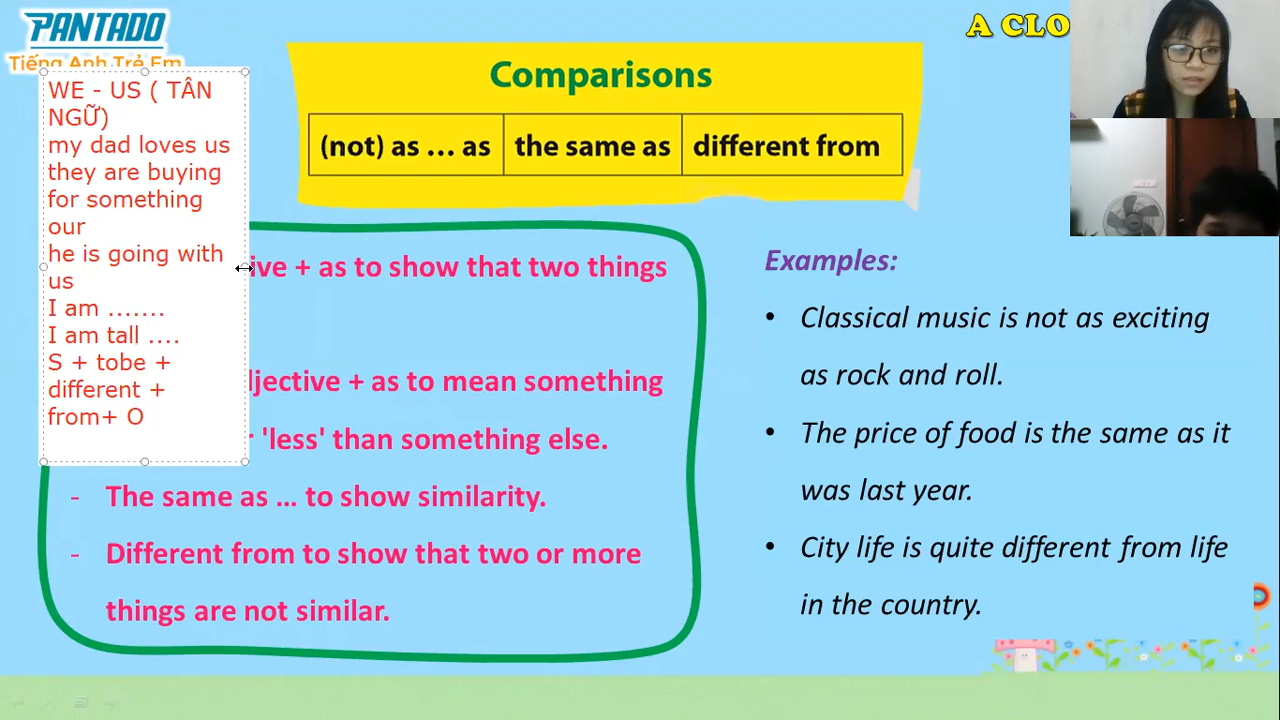 PANTADO
Tiếng Anh Trẻ Em
A CLO
Comparisons
(not) as ... as
the same as
different from
WE - US ( TÂN
NGỮ)
my dad loves us
they are buying
for something
our
he is going with
us
I am .......
I am tall ....
S + tobe +
different +
from+ O
ive + as to show that two things
djective + as to mean something
'less' than something else.
- The same as ... to show similarity.
- Different from to show that two or more
things are not similar.
Examples:
• Classical music is not as exciting
as rock and roll.
• The price of food is the same as it
was last year.
• City life is quite different from life
in the country.